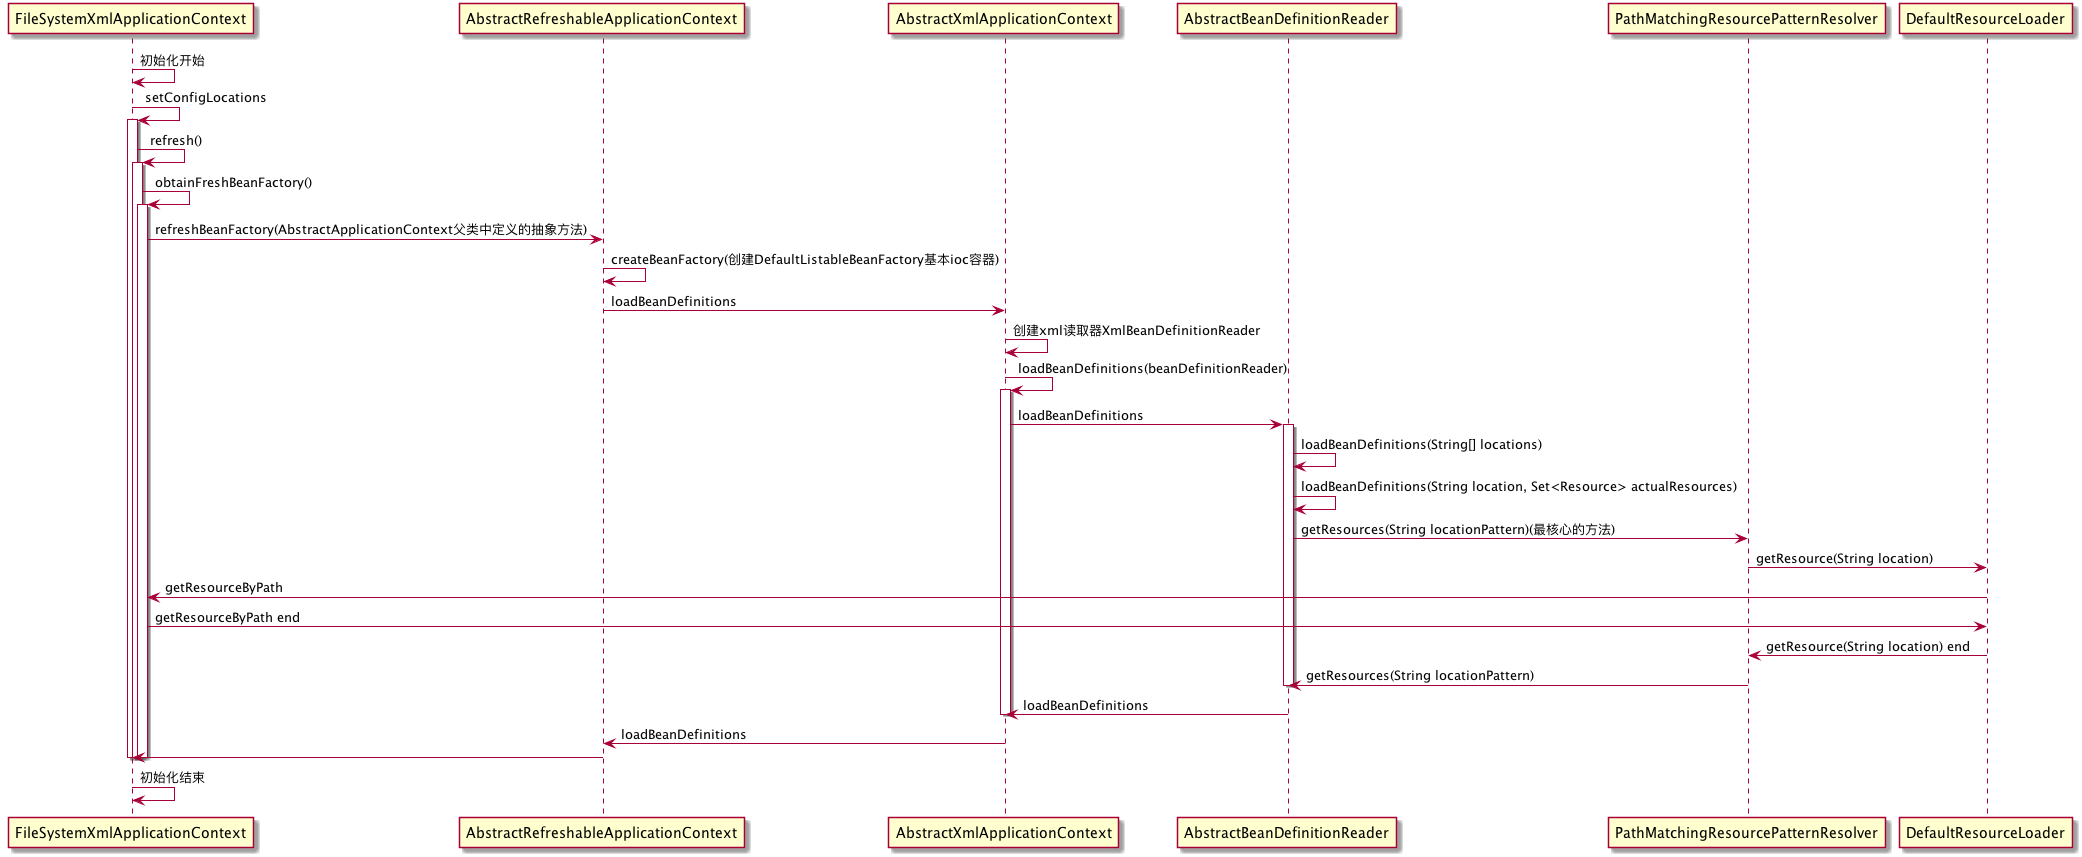 FileSystemXmlApplicationContext
AbstractRefreshableApplicationContext
AbstractXmlApplicationContext
AbstractBeanDefinitionReader
PathMatchingResourcePatternResolver
DefaultResourceLoader
初始化开始
setConfigLocations
refresh()
obtainFreshBeanFactory()
refreshBeanFactory(AbstractApplicationContext父类中定义的抽象方法)
createBeanFactory(创建DefaultListableBeanFactory基本ioc容器)
loadBeanDefinitions
创建xml读取器XmlBeanDefinitionReader
loadBeanDefinitions(beanDefinitionReader)
loadBeanDefinitions
loadBeanDefinitions(String[] locations)
loadBeanDefinitions(String location, Set<Resource> actualResources)
getResources(String locationPattern)(最核心的方法)
getResource(String location)
getResourceByPath
getResourceByPath end
getResource(String location) end
getResources(String locationPattern)
loadBeanDefinitions
loadBeanDefinitions
初始化结束
FileSystemXmlApplicationContext
AbstractRefreshableApplicationContext
AbstractXmlApplicationContext
AbstractBeanDefinitionReader
PathMatchingResourcePatternResolver
DefaultResourceLoader